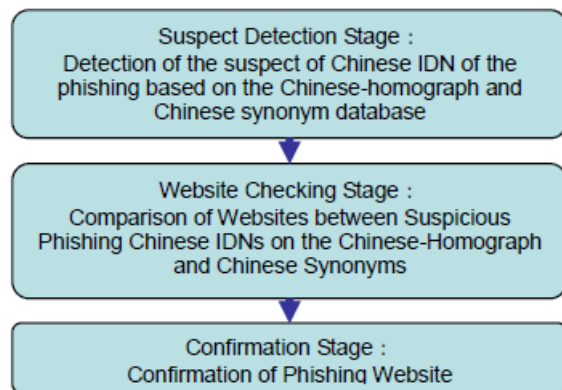 Suspect Detection Stage：
Detection of the suspect of Chinese IDN of the
phishing based on the Chinese-homograph and
Chinese synonym database
Website Checking Stage：
Comparison of Websites between Suspicious
Phishing Chinese IDNs on the Chinese-Homograph
and Chinese Synonyms
Confirmation Stage：
Confirmation of Phishing Website